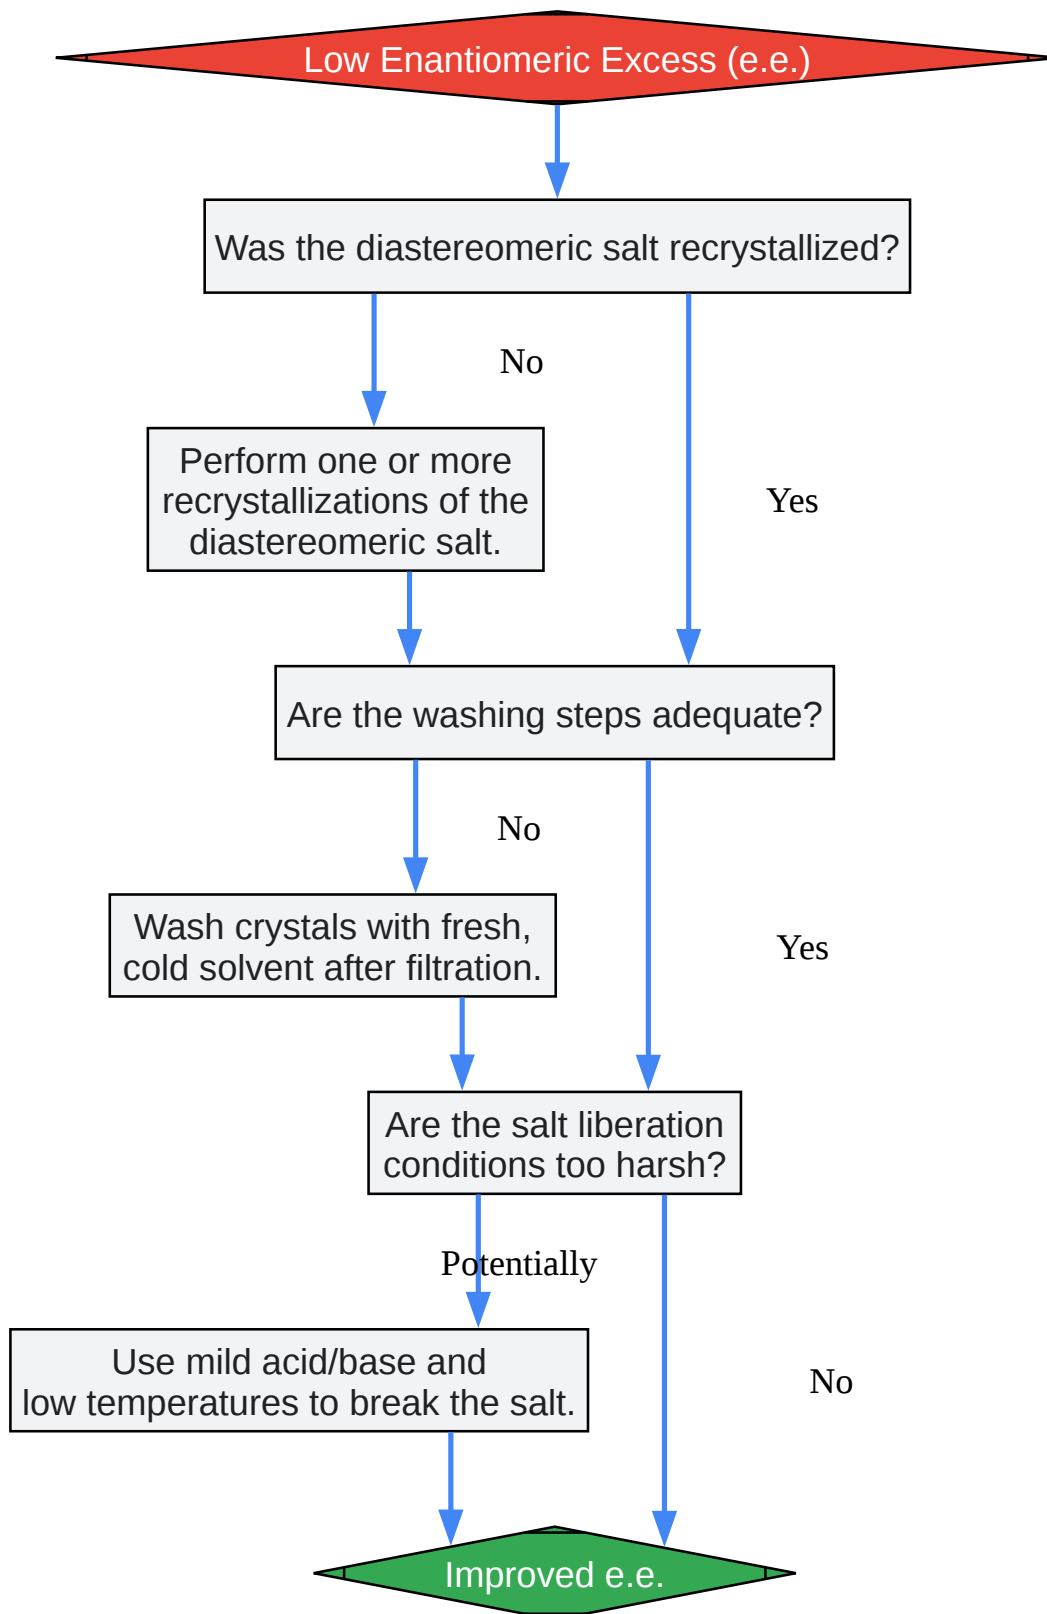 Low Enantiomeric Excess (e.e.)
Was the diastereomeric salt recrystallized?
No
Perform one or more
recrystallizations of the
diastereomeric salt.
Yes
Are the washing steps adequate?
No
Wash crystals with fresh,
cold solvent after filtration.
Yes
Are the salt liberation
conditions too harsh?
Potentially
Use mild acid/base and
low temperatures to break the salt.
No
Improved e.e.